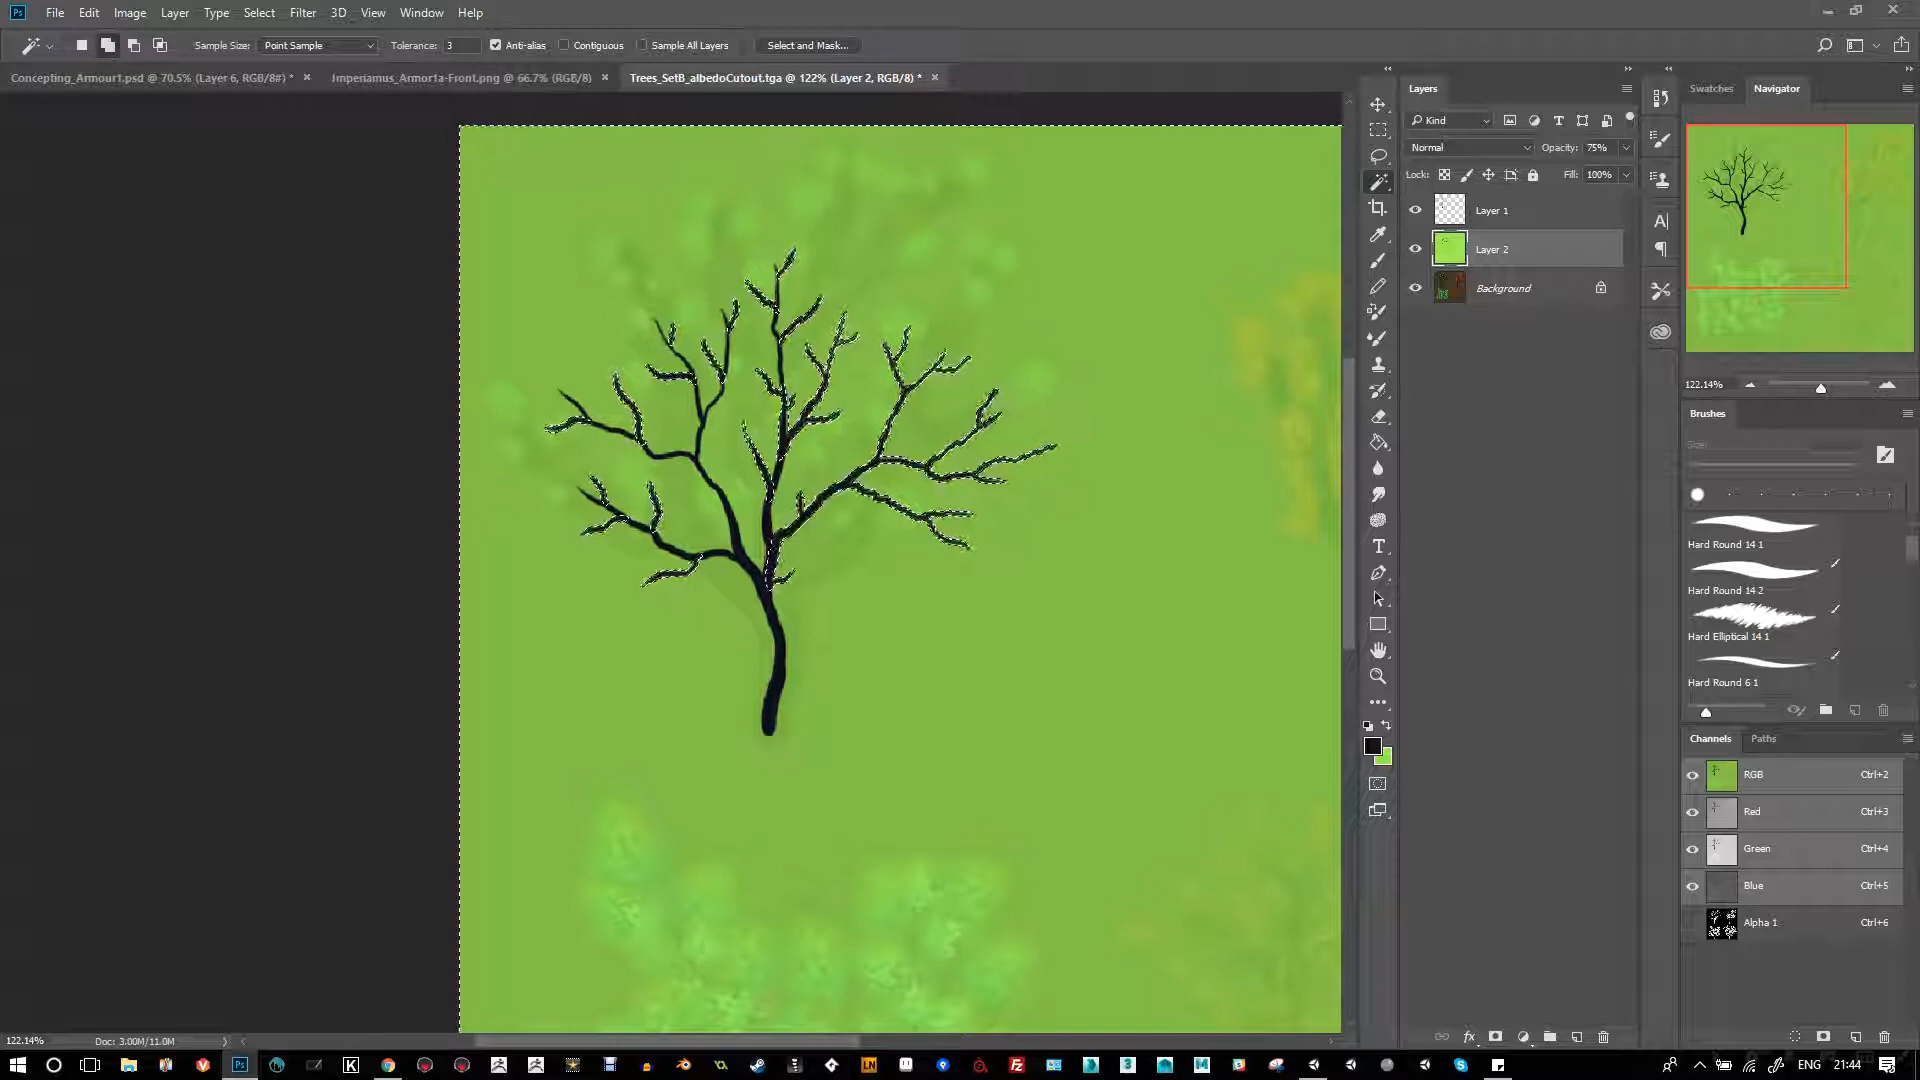 Ps File Edit Image Layer Type Select Filter 3D View Window Help
Sample Size: Point Sample Tolerance: 3 Anti-alias Contiguous Sample All Layers Select and Mask...
Concepting_Armour1.psd @ 70.5% (Layer 6, RGB/8#) * × Imperiamus_Armor1a-Front.png @ 66.7% (RGB/8) × Trees_SetB_albedoCutout.tga @ 122% (Layer 2, RGB/8) * ×
Layers
Kind
Normal Opacity: 75%
Lock: Fill: 100%
Layer 1
Layer 2
Background
Swatches Navigator
122.14%
Brushes
Size:
Hard Round 14 1
Hard Round 14 2
Hard Elliptical 14 1
Hard Round 6 1
Channels Paths
RGB Ctrl+2
Red Ctrl+3
Green Ctrl+4
Blue Ctrl+5
Alpha 1 Ctrl+6
122.14% Doc: 3.00M/11.0M
ENG 21:44